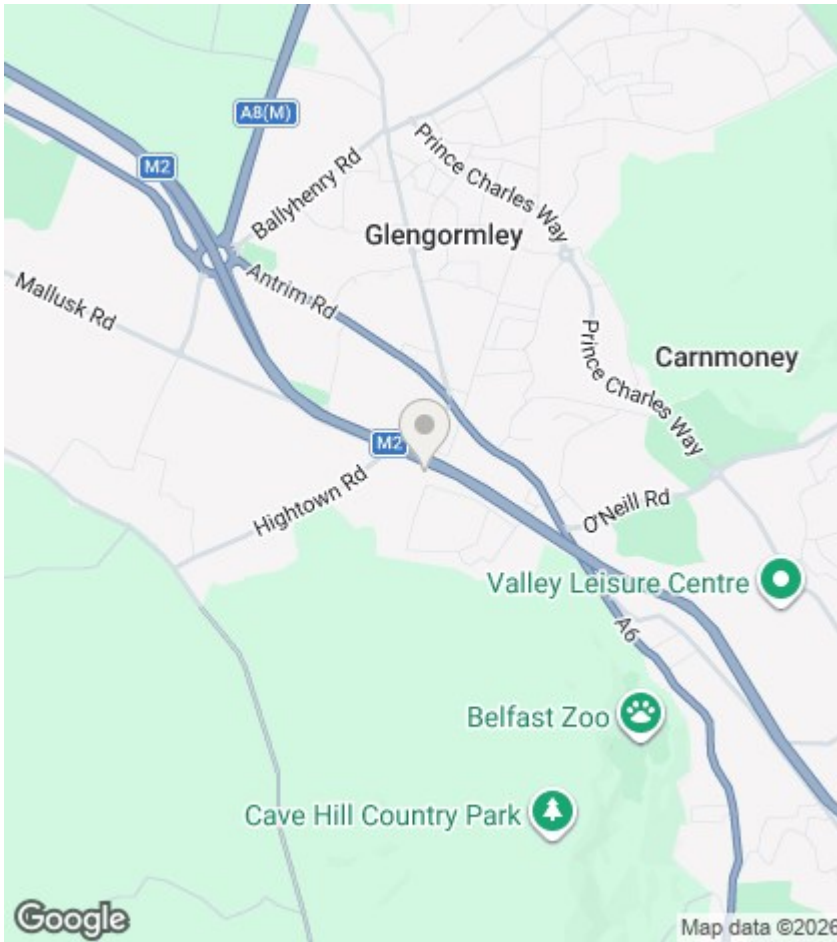 A8(M)
M2
Prince Charles Way
Ballyhenry Rd
Glengormley
Antrim Rd
Mallusk Rd
Prince Charles Way
Carnmoney
M2
Hightown Rd
O'Neill Rd
Valley Leisure Centre
A6
Belfast Zoo
Cave Hill Country Park
Google
Map data ©2026